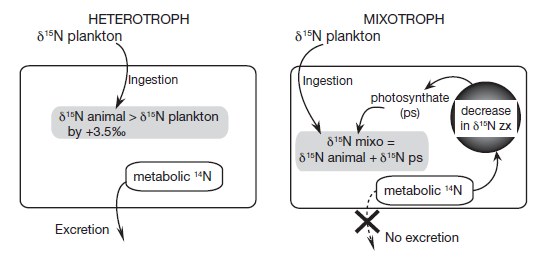 HETEROTROPH
δ¹⁵N plankton
Ingestion
δ¹⁵N animal > δ¹⁵N plankton
by +3.5‰
metabolic ¹⁴N
Excretion
MIXOTROPH
δ¹⁵N plankton
Ingestion
photosynthate
(ps)
decrease
in δ¹⁵N zx
δ¹⁵N mixo =
δ¹⁵N animal + δ¹⁵N ps
metabolic ¹⁴N
No excretion